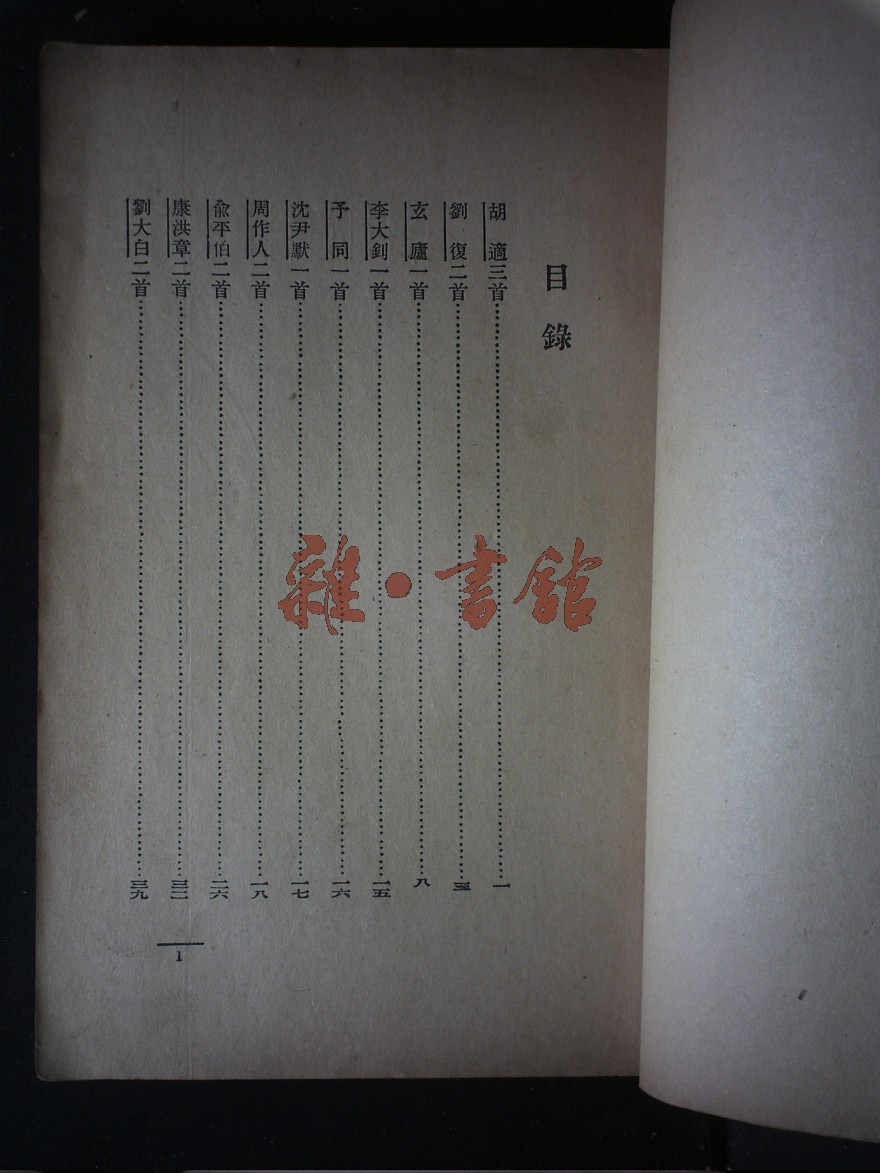 目錄
胡適三首……一
劉復二首……五
玄廬一首……八
李大釗一首……一五
予同一首……一六
沈尹默一首……一七
周作人二首……一八
兪平伯二首……二六
康洪章二首……三二
劉大白二首……三九
1
雜·書館